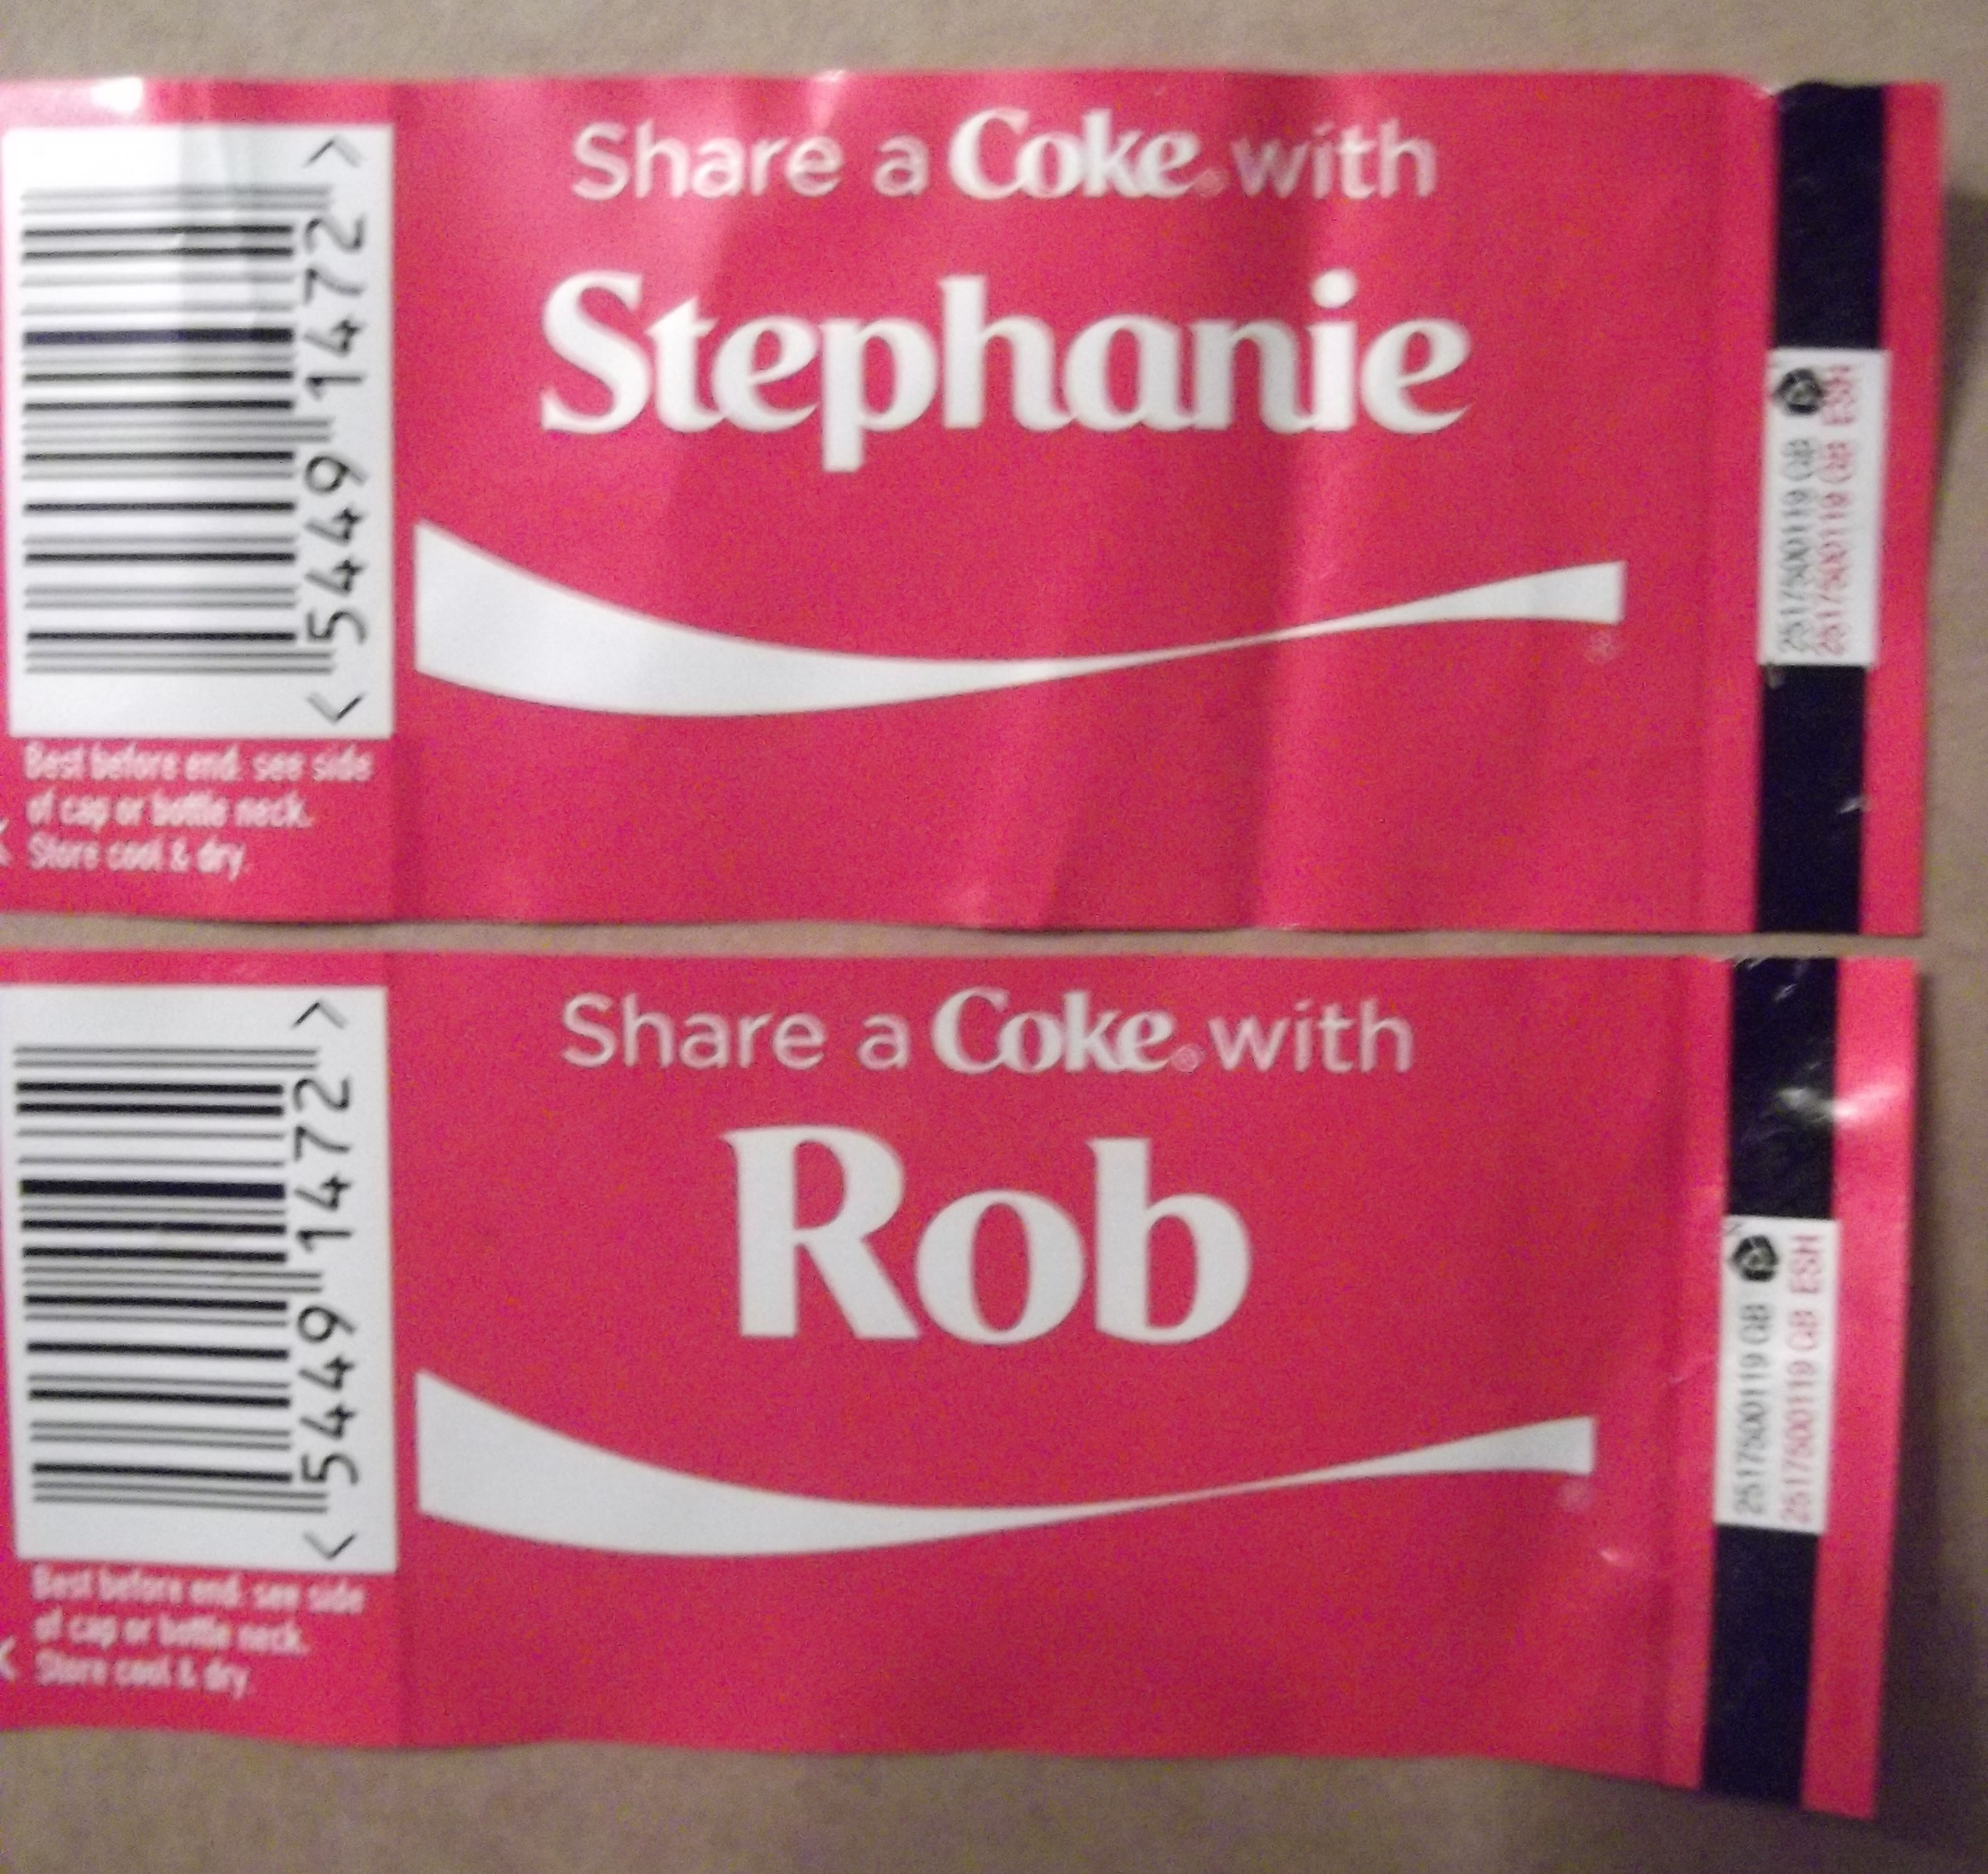 Share a Coke® with
Stephanie
<5449 1472>
Best before end: see side
of cap or bottle neck.
Store cool & dry.
2517500119 GB
2517500119 GB ESH
Share a Coke® with
Rob
<5449 1472>
Best before end: see side
of cap or bottle neck.
Store cool & dry.
2517500119 GB
2517500119 GB ESH